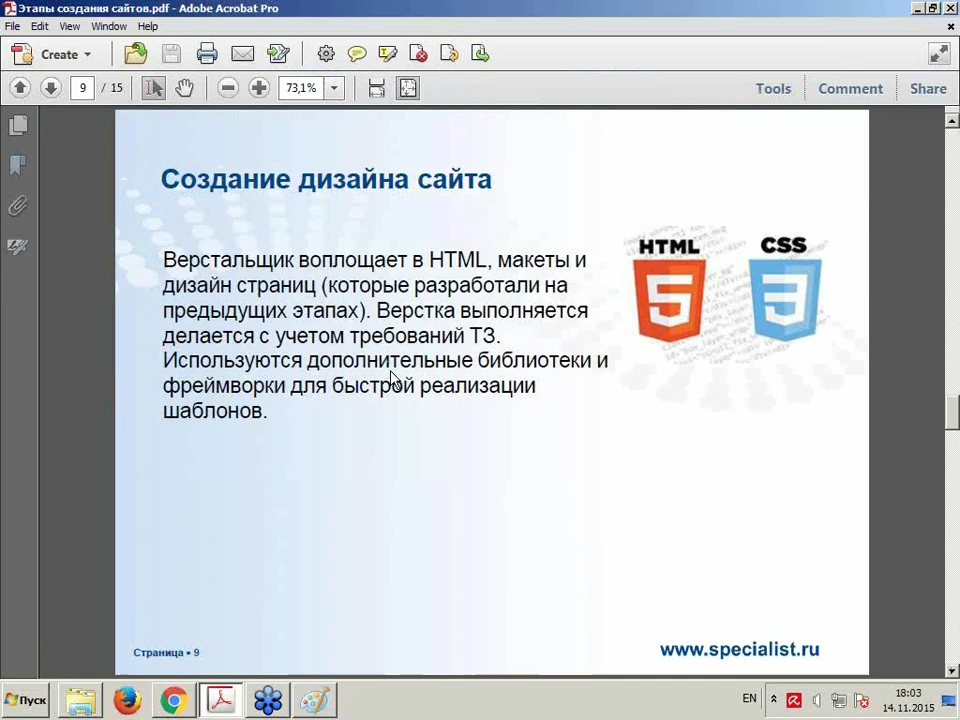 Этапы создания сайтов.pdf - Adobe Acrobat Pro
File Edit View Window Help
Create
9 / 15 73,1% Tools Comment Share
Создание дизайна сайта
Верстальщик воплощает в HTML, макеты и
дизайн страниц (которые разработали на
предыдущих этапах). Верстка выполняется
делается с учетом требований ТЗ.
Используются дополнительные библиотеки и
фреймворки для быстрой реализации
шаблонов.
HTML CSS
5 3
Страница ▪ 9 www.specialist.ru
Пуск EN 18:03
14.11.2015